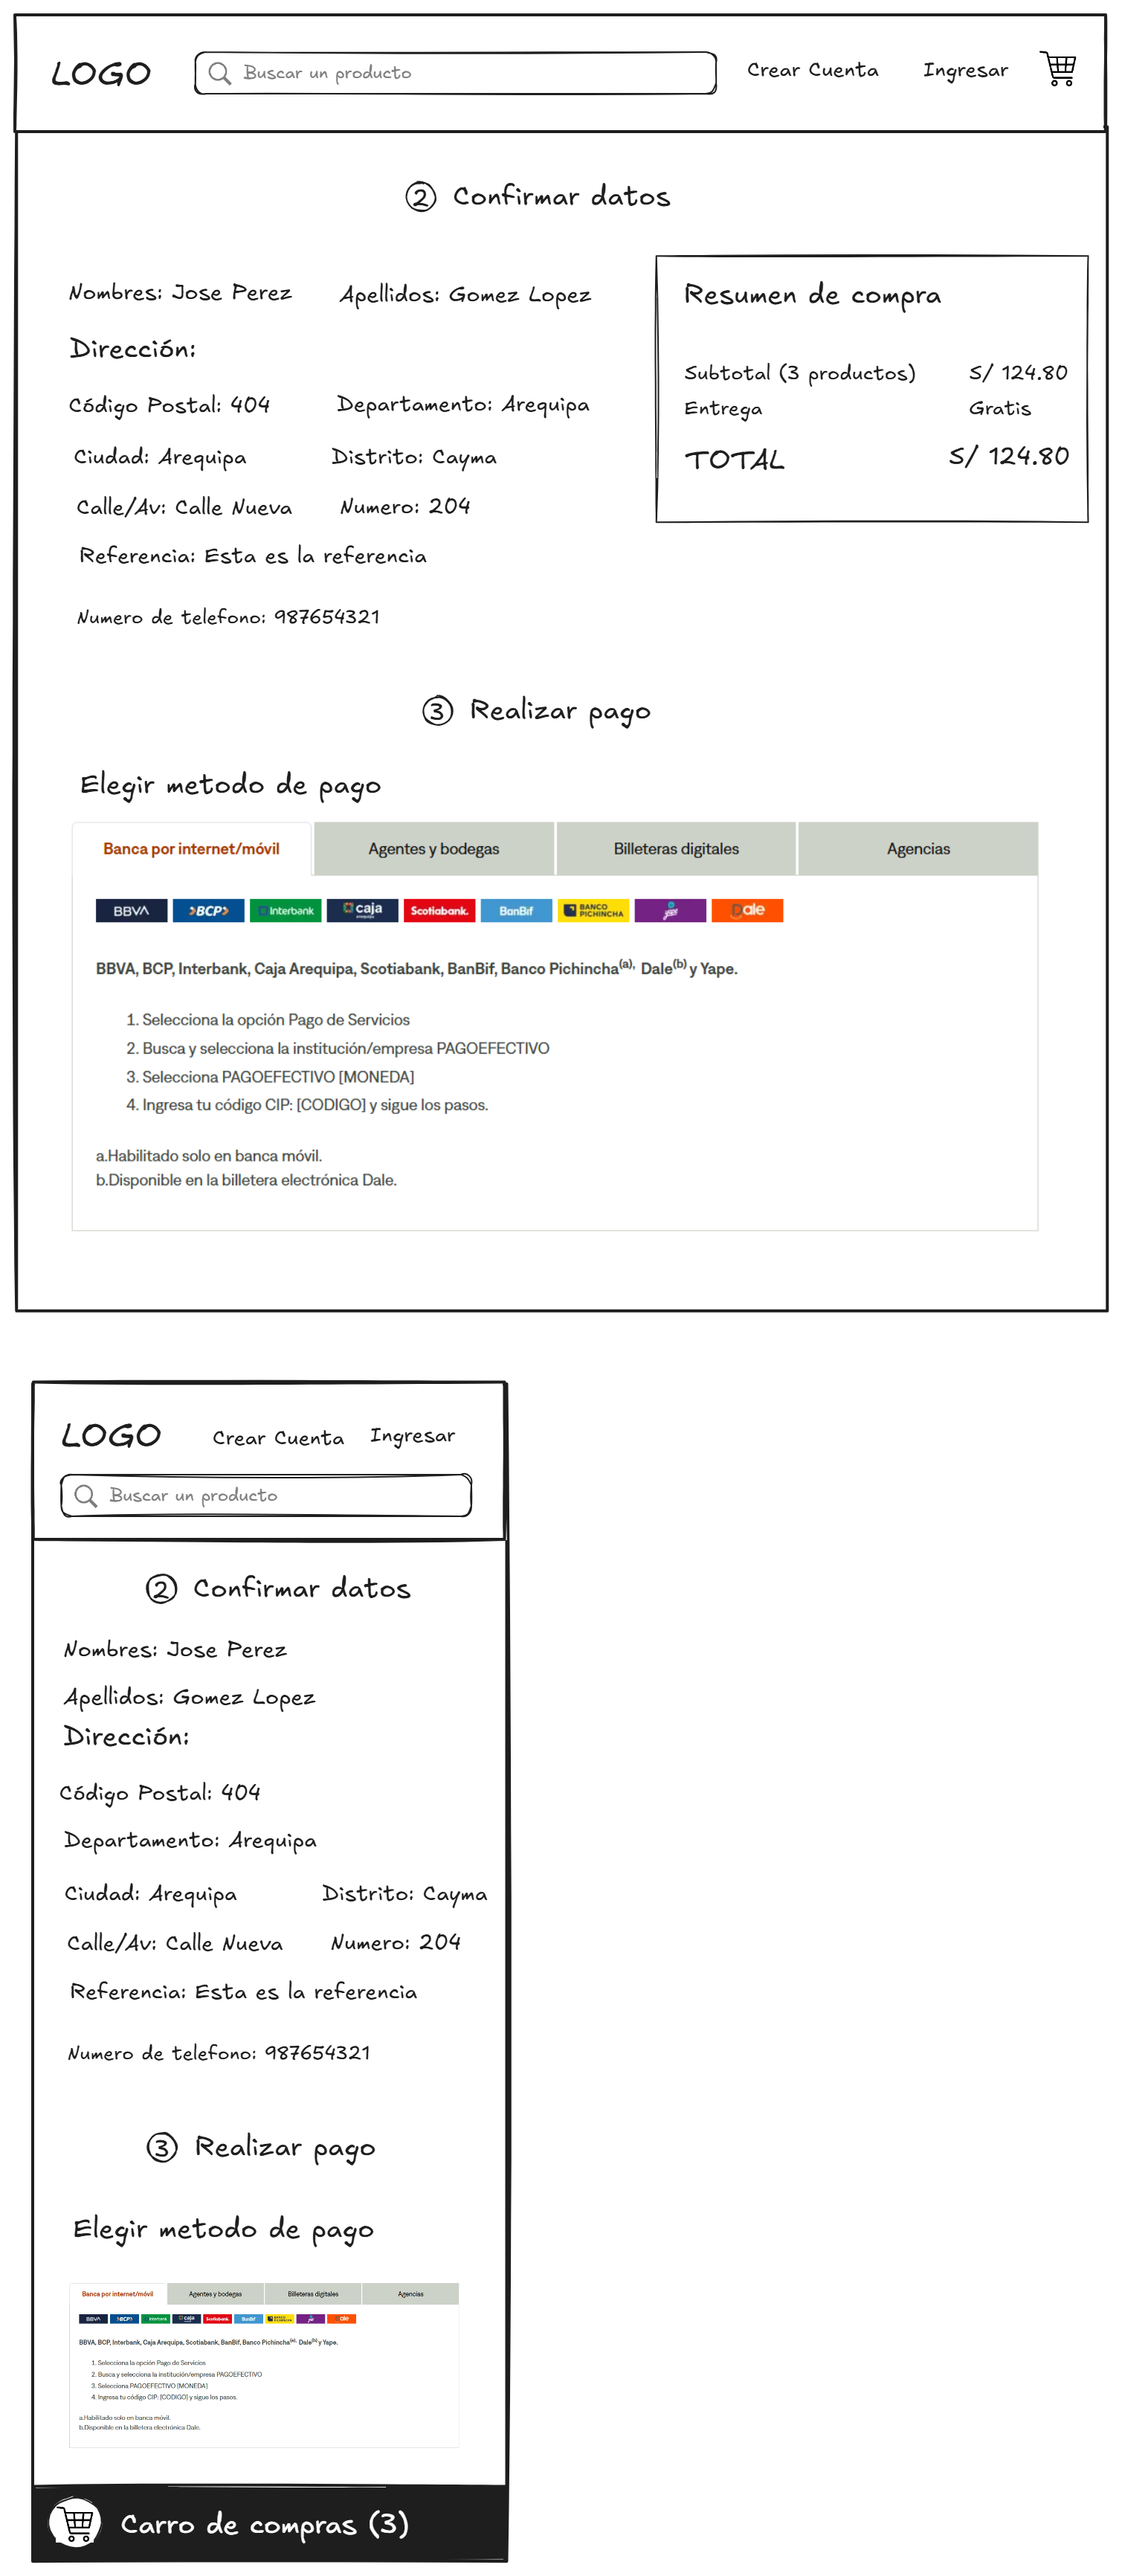 LOGO
Buscar un producto
Crear Cuenta
Ingresar
2 Confirmar datos
Nombres: Jose Perez
Apellidos: Gomez Lopez
Dirección:
Código Postal: 404
Departamento: Arequipa
Ciudad: Arequipa
Distrito: Cayma
Calle/Av: Calle Nueva
Numero: 204
Referencia: Esta es la referencia
Numero de telefono: 987654321
Resumen de compra
Subtotal (3 productos) S/ 124.80
Entrega Gratis
TOTAL S/ 124.80
3 Realizar pago
Elegir metodo de pago
Banca por internet/móvil
Agentes y bodegas
Billeteras digitales
Agencias
BBVA >BCP> Interbank caja arequipa Scotiabank. BanBif BANCO PICHINCHA yape Dale
BBVA, BCP, Interbank, Caja Arequipa, Scotiabank, BanBif, Banco Pichincha(a), Dale(b) y Yape.
1. Selecciona la opción Pago de Servicios
2. Busca y selecciona la institución/empresa PAGOEFECTIVO
3. Selecciona PAGOEFECTIVO [MONEDA]
4. Ingresa tu código CIP: [CODIGO] y sigue los pasos.
a.Habilitado solo en banca móvil.
b.Disponible en la billetera electrónica Dale.
LOGO
Crear Cuenta
Ingresar
Buscar un producto
2 Confirmar datos
Nombres: Jose Perez
Apellidos: Gomez Lopez
Dirección:
Código Postal: 404
Departamento: Arequipa
Ciudad: Arequipa
Distrito: Cayma
Calle/Av: Calle Nueva
Numero: 204
Referencia: Esta es la referencia
Numero de telefono: 987654321
3 Realizar pago
Elegir metodo de pago
Banca por internet/móvil
Agentes y bodegas
Billeteras digitales
Agencias
BBVA >BCP> Interbank caja Scotiabank. BanBif BANCO PICHINCHA yape Dale
BBVA, BCP, Interbank, Caja Arequipa, Scotiabank, BanBif, Banco Pichincha(a), Dale(b) y Yape.
1. Selecciona la opción Pago de Servicios
2. Busca y selecciona la institución/empresa PAGOEFECTIVO
3. Selecciona PAGOEFECTIVO [MONEDA]
4. Ingresa tu código CIP: [CODIGO] y sigue los pasos.
a.Habilitado solo en banca móvil.
b.Disponible en la billetera electrónica Dale.
Carro de compras (3)